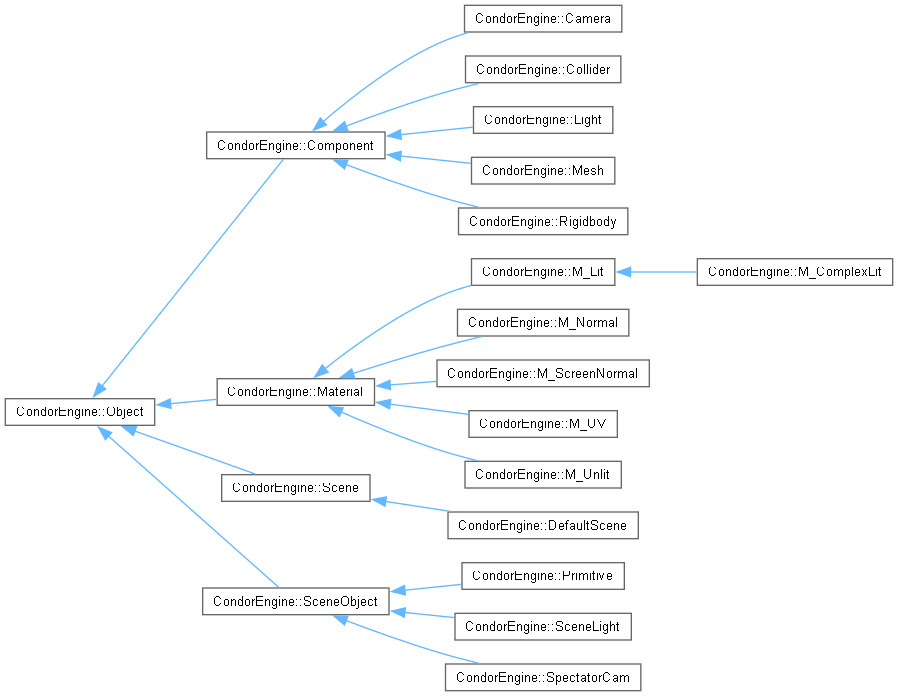 CondorEngine::Camera
CondorEngine::Collider
CondorEngine::Light
CondorEngine::Component
CondorEngine::Mesh
CondorEngine::Rigidbody
CondorEngine::M_Lit
CondorEngine::M_ComplexLit
CondorEngine::M_Normal
CondorEngine::M_ScreenNormal
CondorEngine::Material
CondorEngine::Object
CondorEngine::M_UV
CondorEngine::M_Unlit
CondorEngine::Scene
CondorEngine::DefaultScene
CondorEngine::Primitive
CondorEngine::SceneObject
CondorEngine::SceneLight
CondorEngine::SpectatorCam